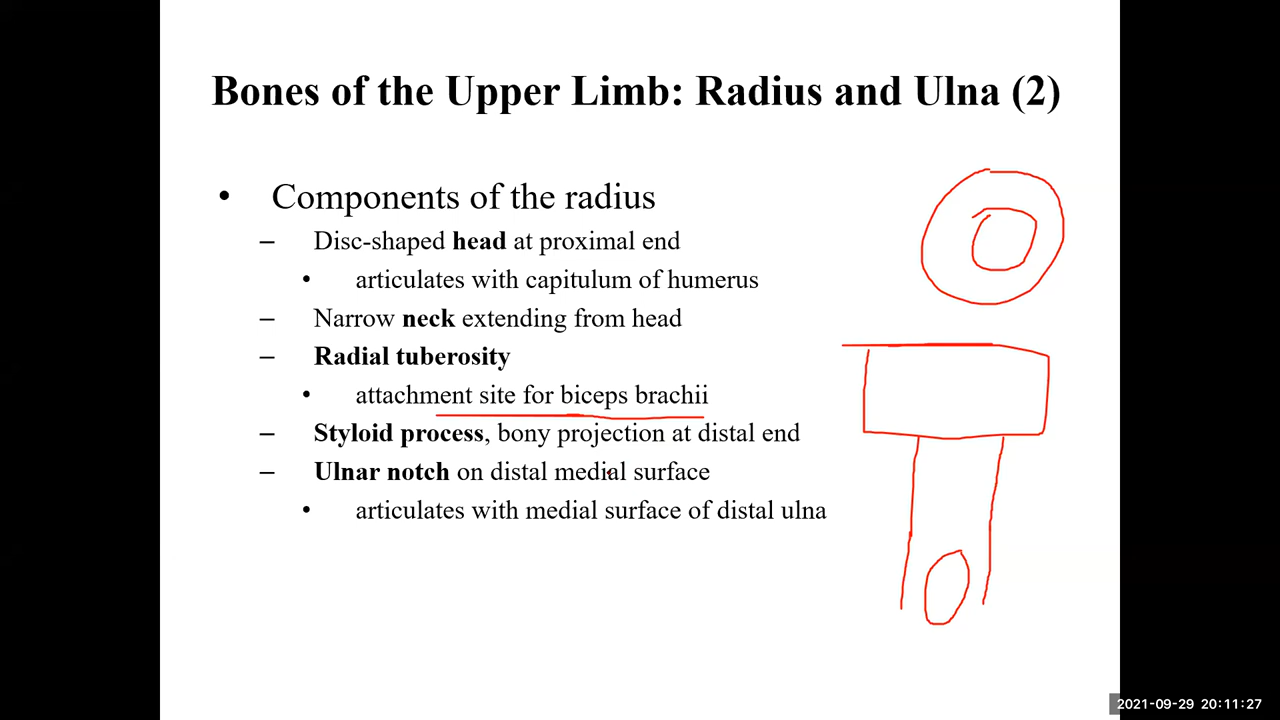 Bones of the Upper Limb: Radius and Ulna (2)
• Components of the radius
– Disc-shaped head at proximal end
• articulates with capitulum of humerus
– Narrow neck extending from head
– Radial tuberosity
• attachment site for biceps brachii
– Styloid process, bony projection at distal end
– Ulnar notch on distal medial surface
• articulates with medial surface of distal ulna
2021-09-29 20:11:27